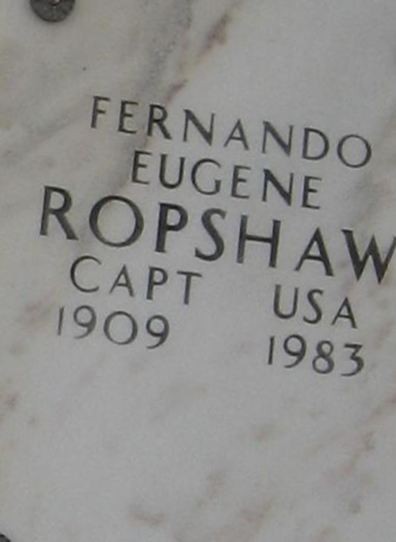 FERNANDO
EUGENE
ROPSHAW
CAPT USA
1909 1983